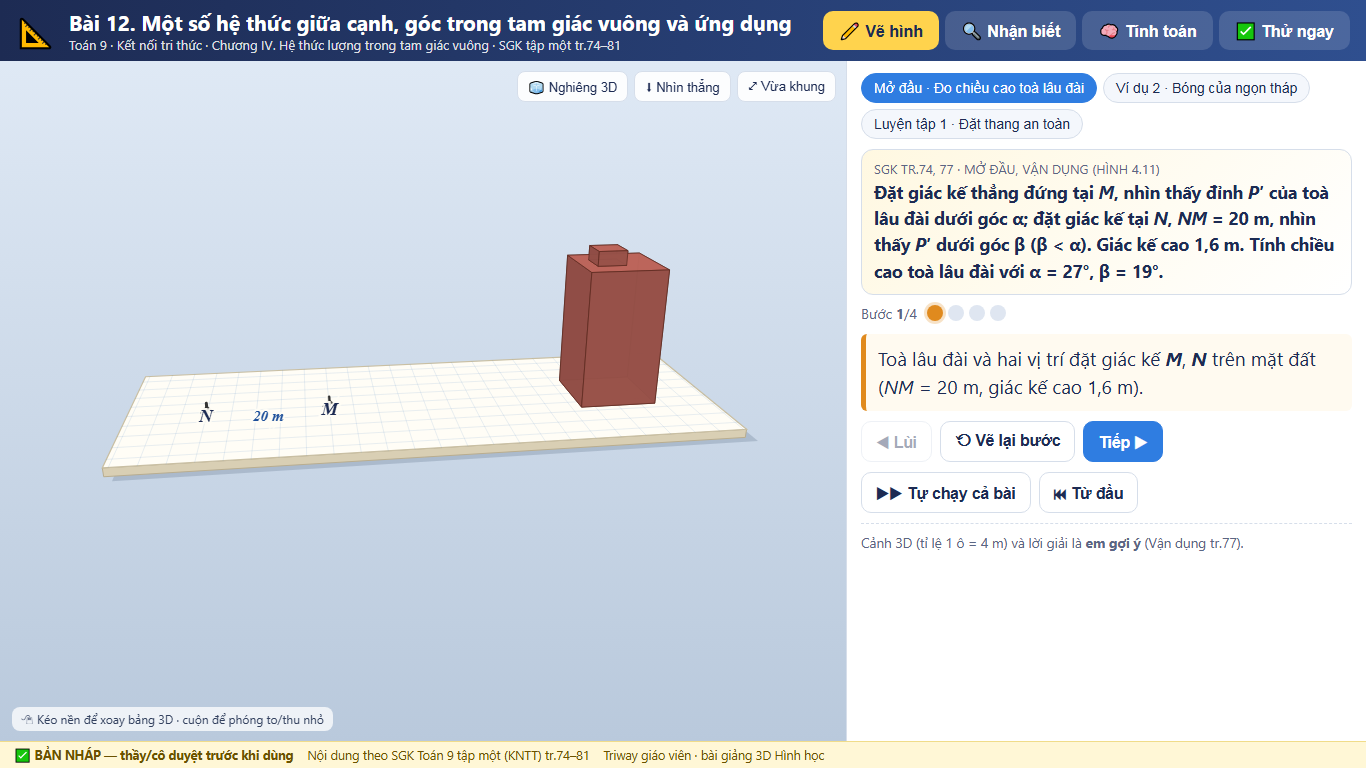 Bài 12. Một số hệ thức giữa cạnh, góc trong tam giác vuông và ứng dụng
Toán 9 · Kết nối tri thức · Chương IV. Hệ thức lượng trong tam giác vuông · SGK tập một tr.74–81
Vẽ hình
Nhận biết
Tính toán
Thử ngay
Nghiêng 3D
Nhìn thẳng
Vừa khung
N
20 m
M
Kéo nền để xoay bảng 3D · cuộn để phóng to/thu nhỏ
Mở đầu · Đo chiều cao toà lâu đài
Ví dụ 2 · Bóng của ngọn tháp
Luyện tập 1 · Đặt thang an toàn
SGK TR.74, 77 · MỞ ĐẦU, VẬN DỤNG (HÌNH 4.11)
Đặt giác kế thẳng đứng tại M, nhìn thấy đỉnh P′ của toà
lâu đài dưới góc α; đặt giác kế tại N, NM = 20 m, nhìn
thấy P′ dưới góc β (β < α). Giác kế cao 1,6 m. Tính chiều
cao toà lâu đài với α = 27°, β = 19°.
Bước 1/4
Toà lâu đài và hai vị trí đặt giác kế M, N trên mặt đất
(NM = 20 m, giác kế cao 1,6 m).
Lùi
Vẽ lại bước
Tiếp
Tự chạy cả bài
Từ đầu
Cảnh 3D (tỉ lệ 1 ô = 4 m) và lời giải là em gợi ý (Vận dụng tr.77).
BẢN NHÁP — thầy/cô duyệt trước khi dùng
Nội dung theo SGK Toán 9 tập một (KNTT) tr.74–81
Triway giáo viên · bài giảng 3D Hình học